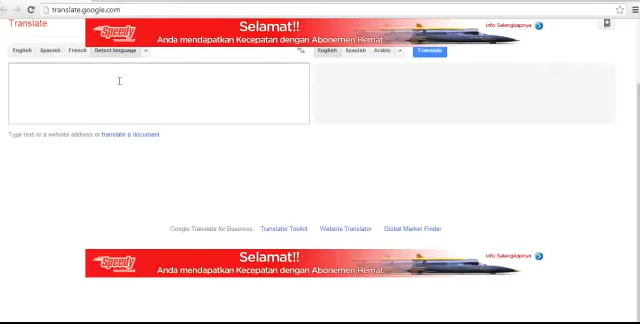 translate.google.com
Translate
Speedy
Selamat!!
Anda mendapatkan Kecepatan dengan Abonemen Hemat
info Selengkapnya
English Spanish French Detect language
English Spanish Arabic Translate
Type text or a website address or translate a document
Google Translate for Business: Translator Toolkit Website Translator Global Market Finder
Speedy
Selamat!!
Anda mendapatkan Kecepatan dengan Abonemen Hemat
info Selengkapnya